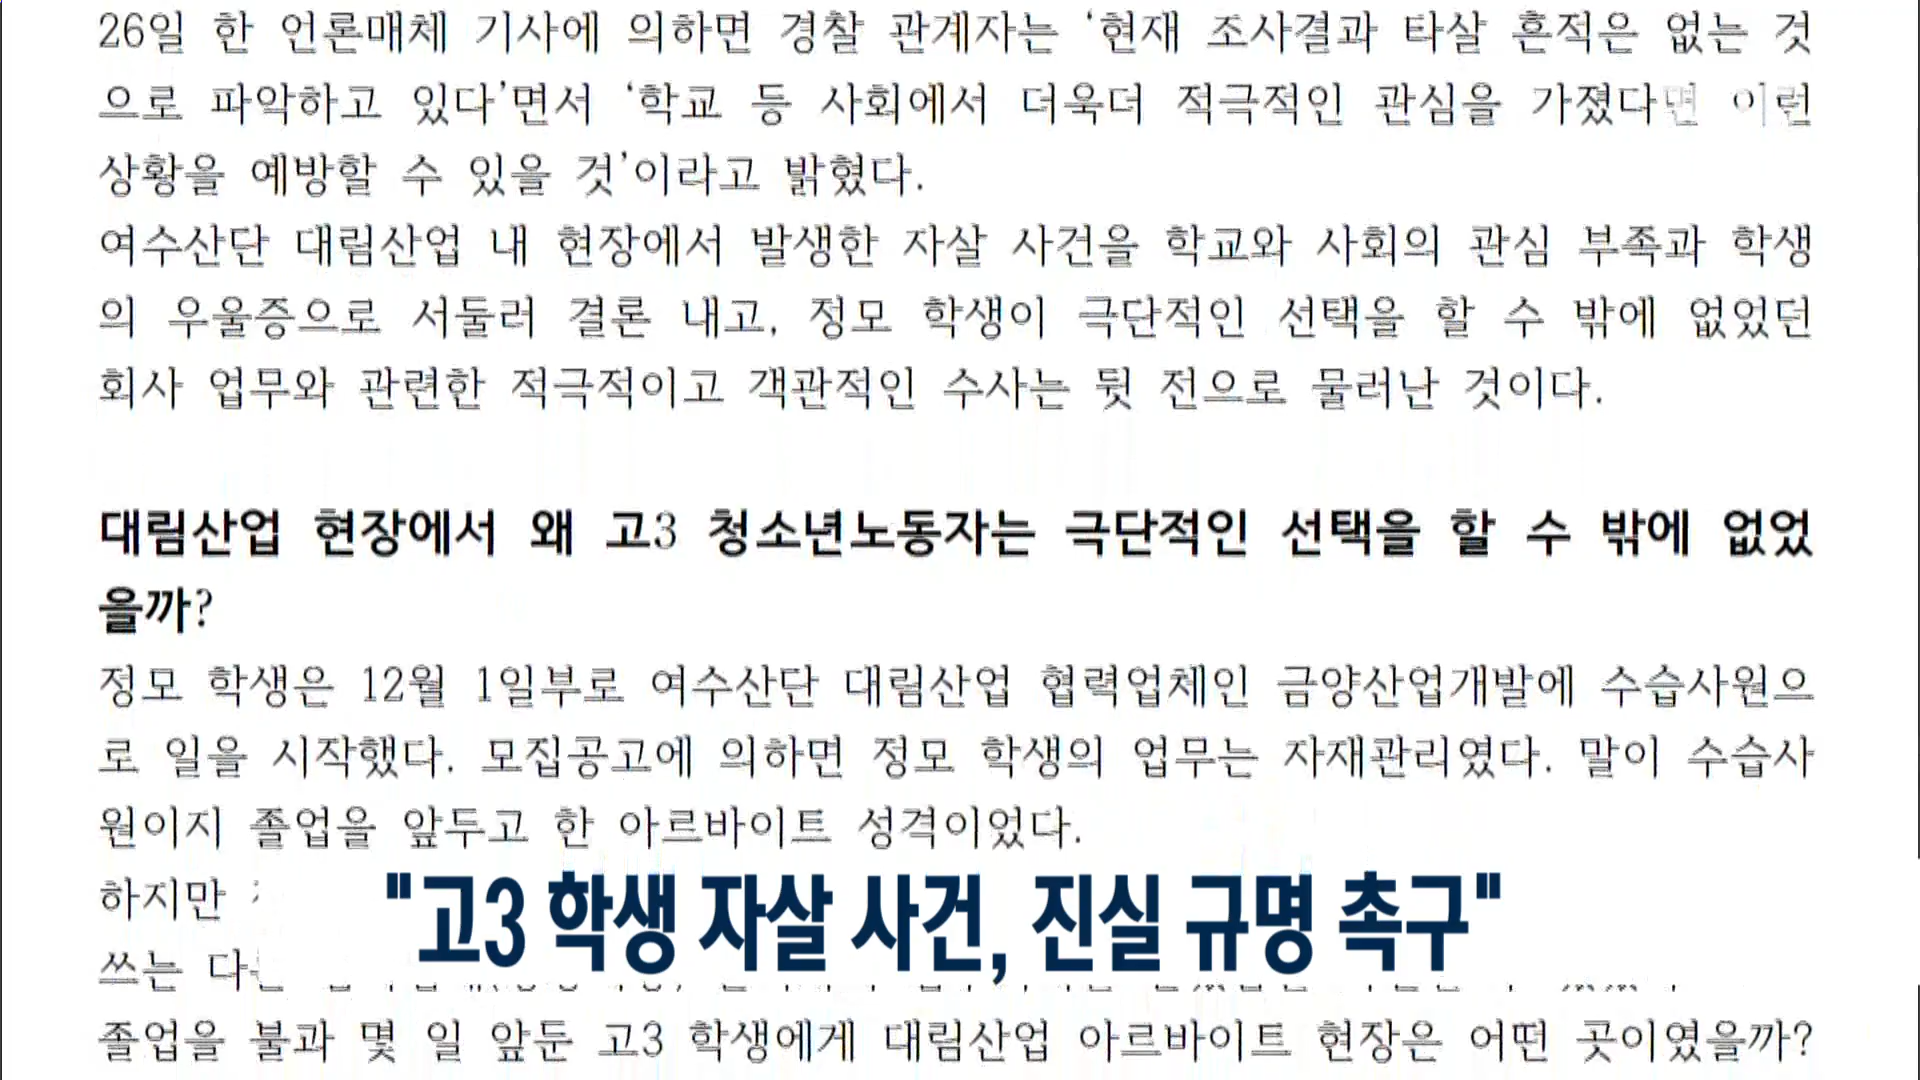 26일 한 언론매체 기사에 의하면 경찰 관계자는 ‘현재 조사결과 타살 흔적은 없는 것
으로 파악하고 있다’면서 ‘학교 등 사회에서 더욱더 적극적인 관심을 가졌다면 이런
상황을 예방할 수 있을 것’이라고 밝혔다.
여수산단 대림산업 내 현장에서 발생한 자살 사건을 학교와 사회의 관심 부족과 학생
의 우울증으로 서둘러 결론 내고, 정모 학생이 극단적인 선택을 할 수 밖에 없었던
회사 업무와 관련한 적극적이고 객관적인 수사는 뒷 전으로 물러난 것이다.
대림산업 현장에서 왜 고3 청소년노동자는 극단적인 선택을 할 수 밖에 없었
을까?
정모 학생은 12월 1일부로 여수산단 대림산업 협력업체인 금양산업개발에 수습사원으
로 일을 시작했다. 모집공고에 의하면 정모 학생의 업무는 자재관리였다. 말이 수습사
원이지 졸업을 앞두고 한 아르바이트 성격이었다.
하지만
"고3 학생 자살 사건, 진실 규명 촉구"
쓰는
졸업을 불과 몇 일 앞둔 고3 학생에게 대림산업 아르바이트 현장은 어떤 곳이였을까?